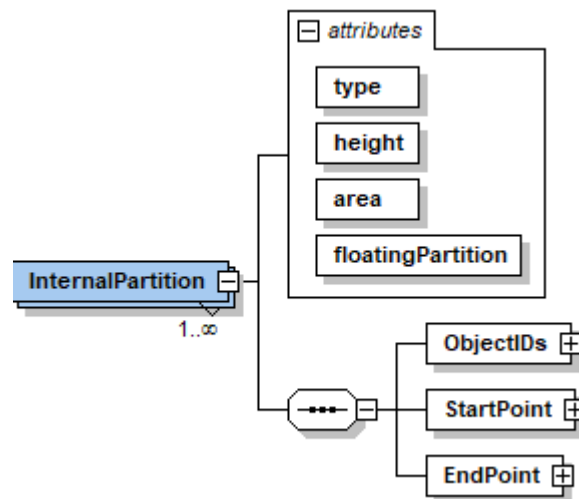 attributes
type
height
area
floatingPartition
InternalPartition
1..∞
ObjectIDs
StartPoint
EndPoint